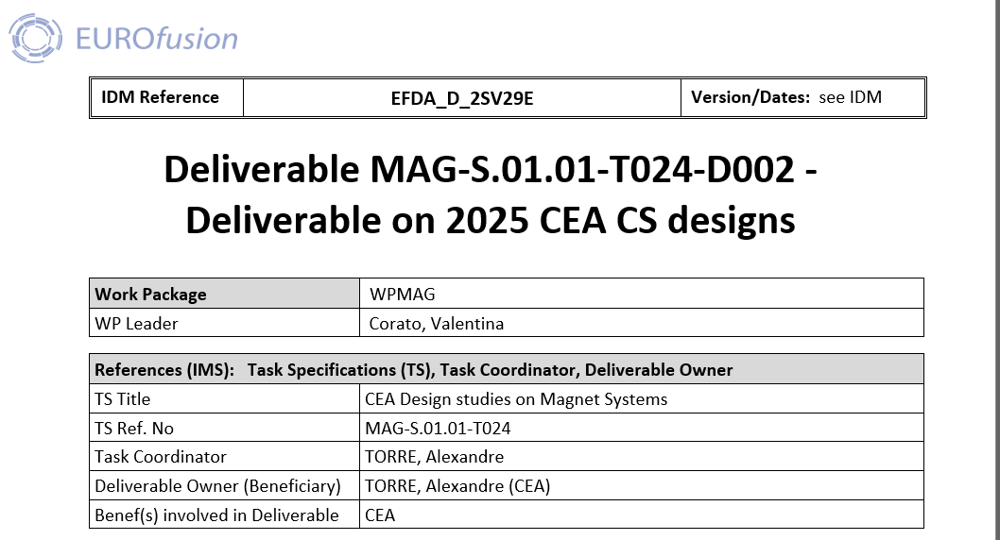 EUROfusion
IDM Reference EFDA_D_2SV29E Version/Dates: see IDM
Deliverable MAG-S.01.01-T024-D002 -
Deliverable on 2025 CEA CS designs
Work Package WPMAG
WP Leader Corato, Valentina
References (IMS): Task Specifications (TS), Task Coordinator, Deliverable Owner
TS Title CEA Design studies on Magnet Systems
TS Ref. No MAG-S.01.01-T024
Task Coordinator TORRE, Alexandre
Deliverable Owner (Beneficiary) TORRE, Alexandre (CEA)
Benef(s) involved in Deliverable CEA